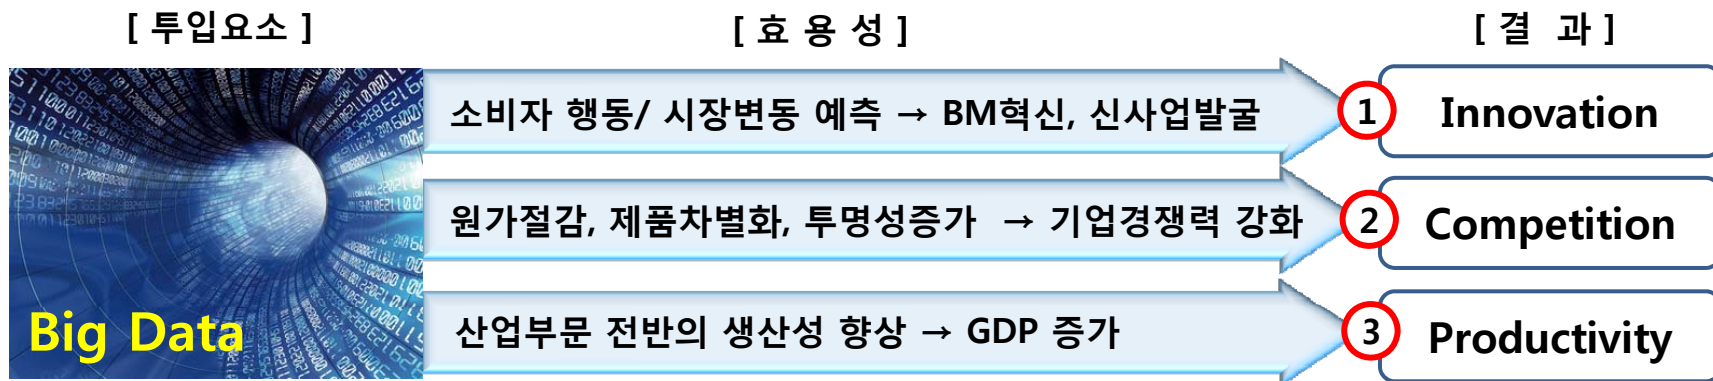 [ 투입요소 ]
[ 효 용 성 ]
[ 결 과 ]
소비자 행동/ 시장변동 예측 → BM혁신, 신사업발굴
1
Innovation
원가절감, 제품차별화, 투명성증가 → 기업경쟁력 강화
2
Competition
Big Data
산업부문 전반의 생산성 향상 → GDP 증가
3
Productivity